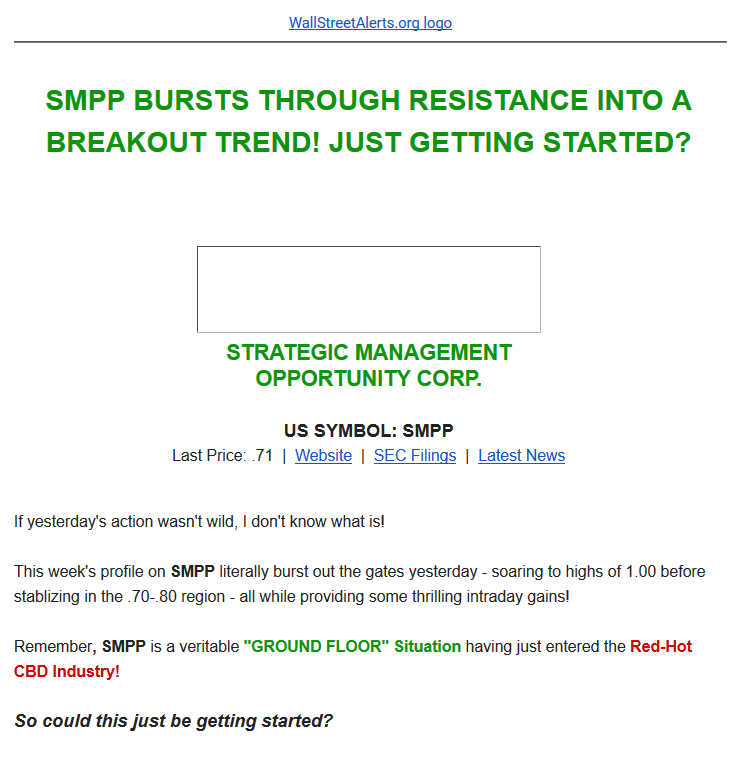 WallStreetAlerts.org logo
SMPP BURSTS THROUGH RESISTANCE INTO A
BREAKOUT TREND! JUST GETTING STARTED?
STRATEGIC MANAGEMENT
OPPORTUNITY CORP.
US SYMBOL: SMPP
Last Price: .71 | Website | SEC Filings | Latest News
If yesterday's action wasn't wild, I don't know what is!
This week's profile on SMPP literally burst out the gates yesterday - soaring to highs of 1.00 before
stablizing in the .70-.80 region - all while providing some thrilling intraday gains!
Remember, SMPP is a veritable "GROUND FLOOR" Situation having just entered the Red-Hot
CBD Industry!
So could this just be getting started?